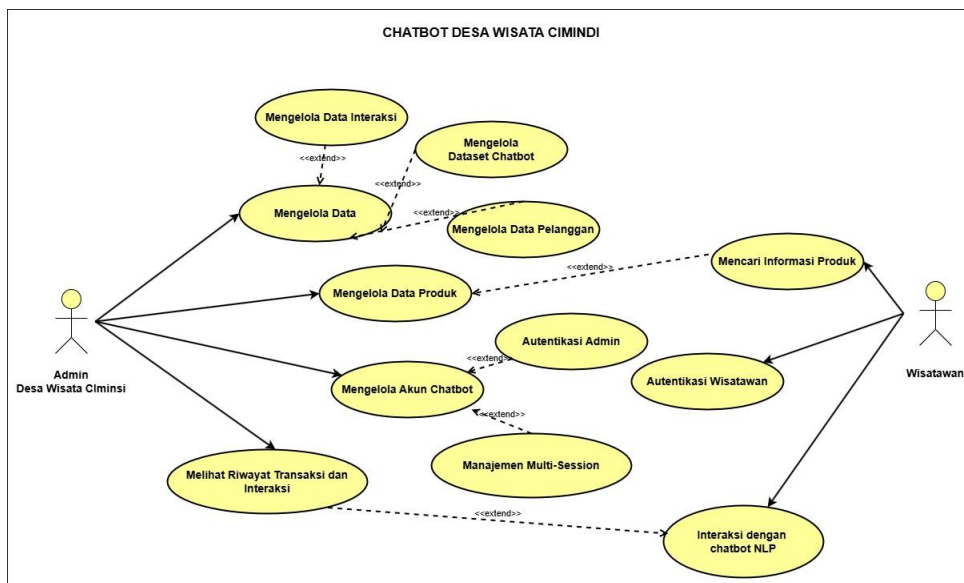 CHATBOT DESA WISATA CIMINDI
Mengelola Data Interaksi
<<extend>>
Mengelola
Dataset Chatbot
<<extend>>
Mengelola Data
<<extend>>
Mengelola Data Pelanggan
Mencari Informasi Produk
<<extend>>
Mengelola Data Produk
Autentikasi Admin
<<extend>>
Admin
Desa Wisata CIminsi
Mengelola Akun Chatbot
Autentikasi Wisatawan
Wisatawan
<<extend>>
Manajemen Multi-Session
Melihat Riwayat Transaksi dan
Interaksi
<<extend>>
Interaksi dengan
chatbot NLP